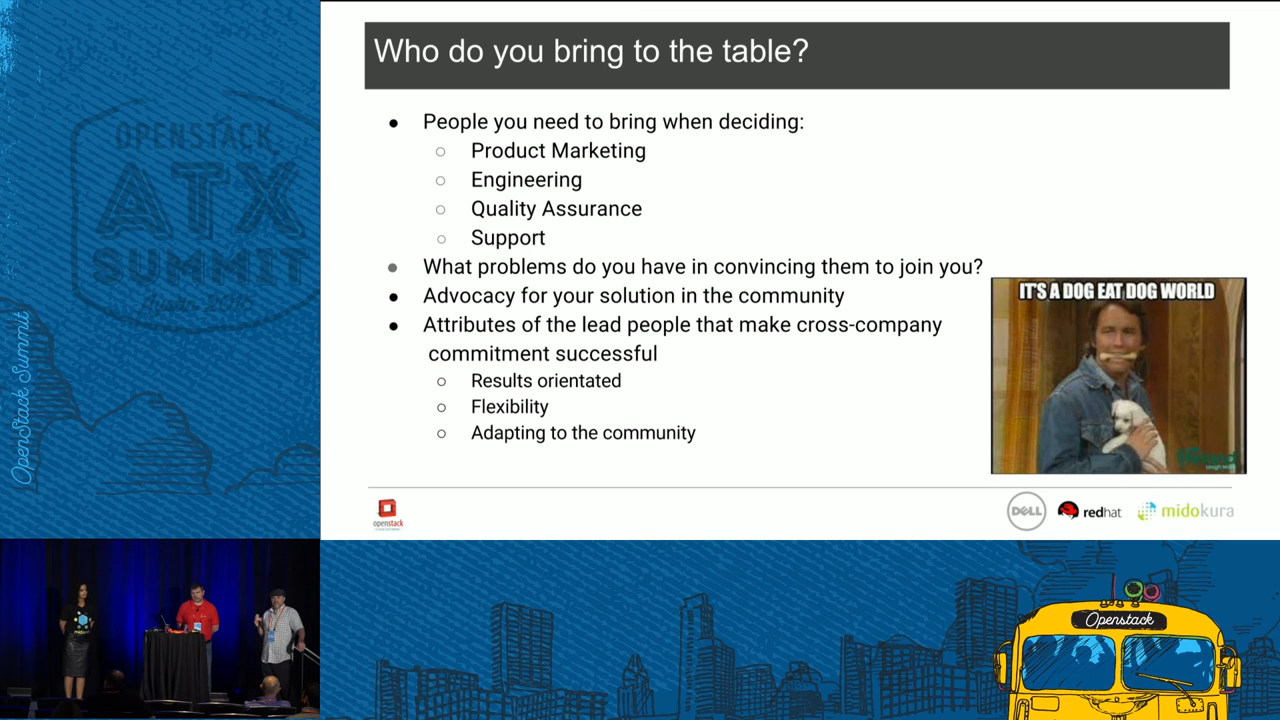 Who do you bring to the table?
People you need to bring when deciding:
Product Marketing
Engineering
Quality Assurance
Support
What problems do you have in convincing them to join you?
Advocacy for your solution in the community
Attributes of the lead people that make cross-company
commitment successful
Results orientated
Flexibility
Adapting to the community
IT'S A DOG EAT DOG WORLD
openstack
DELL
redhat
midokura
OPENSTACK
ATX
SUMMIT
OpenStack Summit
Openstack